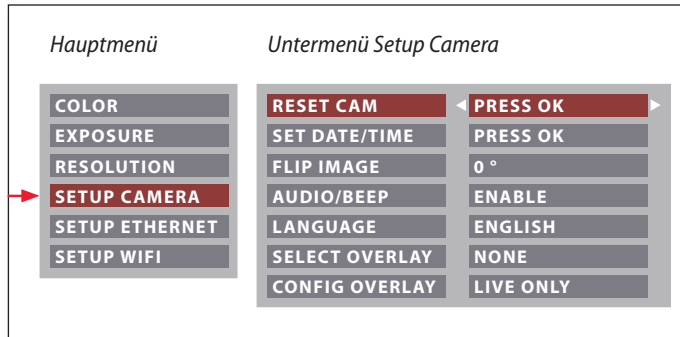 Hauptmenü
Untermenü Setup Camera
COLOR
EXPOSURE
RESOLUTION
SETUP CAMERA
SETUP ETHERNET
SETUP WIFI
RESET CAM PRESS OK
SET DATE/TIME PRESS OK
FLIP IMAGE 0 °
AUDIO/BEEP ENABLE
LANGUAGE ENGLISH
SELECT OVERLAY NONE
CONFIG OVERLAY LIVE ONLY